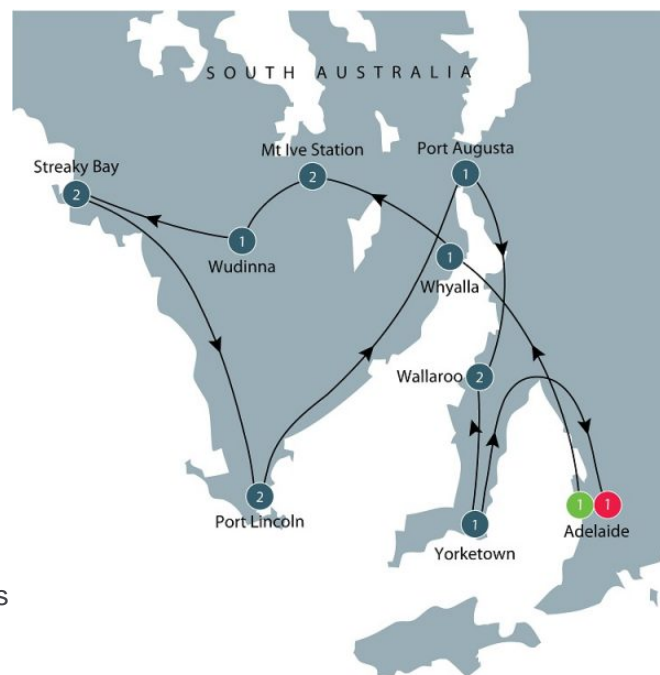 SOUTH AUSTRALIA
Mt Ive Station
Port Augusta
Streaky Bay
2
1
2
1
Wudinna
1
Whyalla
Wallaroo
2
2
Port Lincoln
1
Yorketown
1
1
Adelaide
S